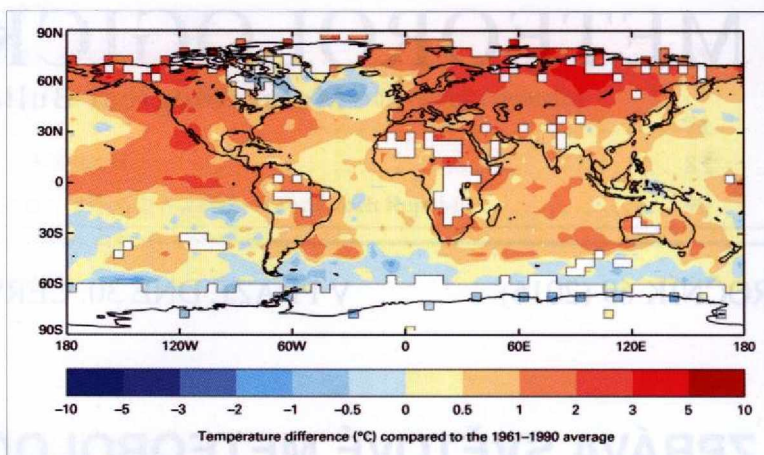 90N
60N
30N
0
30S
60S
90S
180 120W 60W 0 60E 120E 180
–10 –5 –3 –2 –1 –0.5 0 0.5 1 2 3 5 10
Temperature difference (°C) compared to the 1961–1990 average